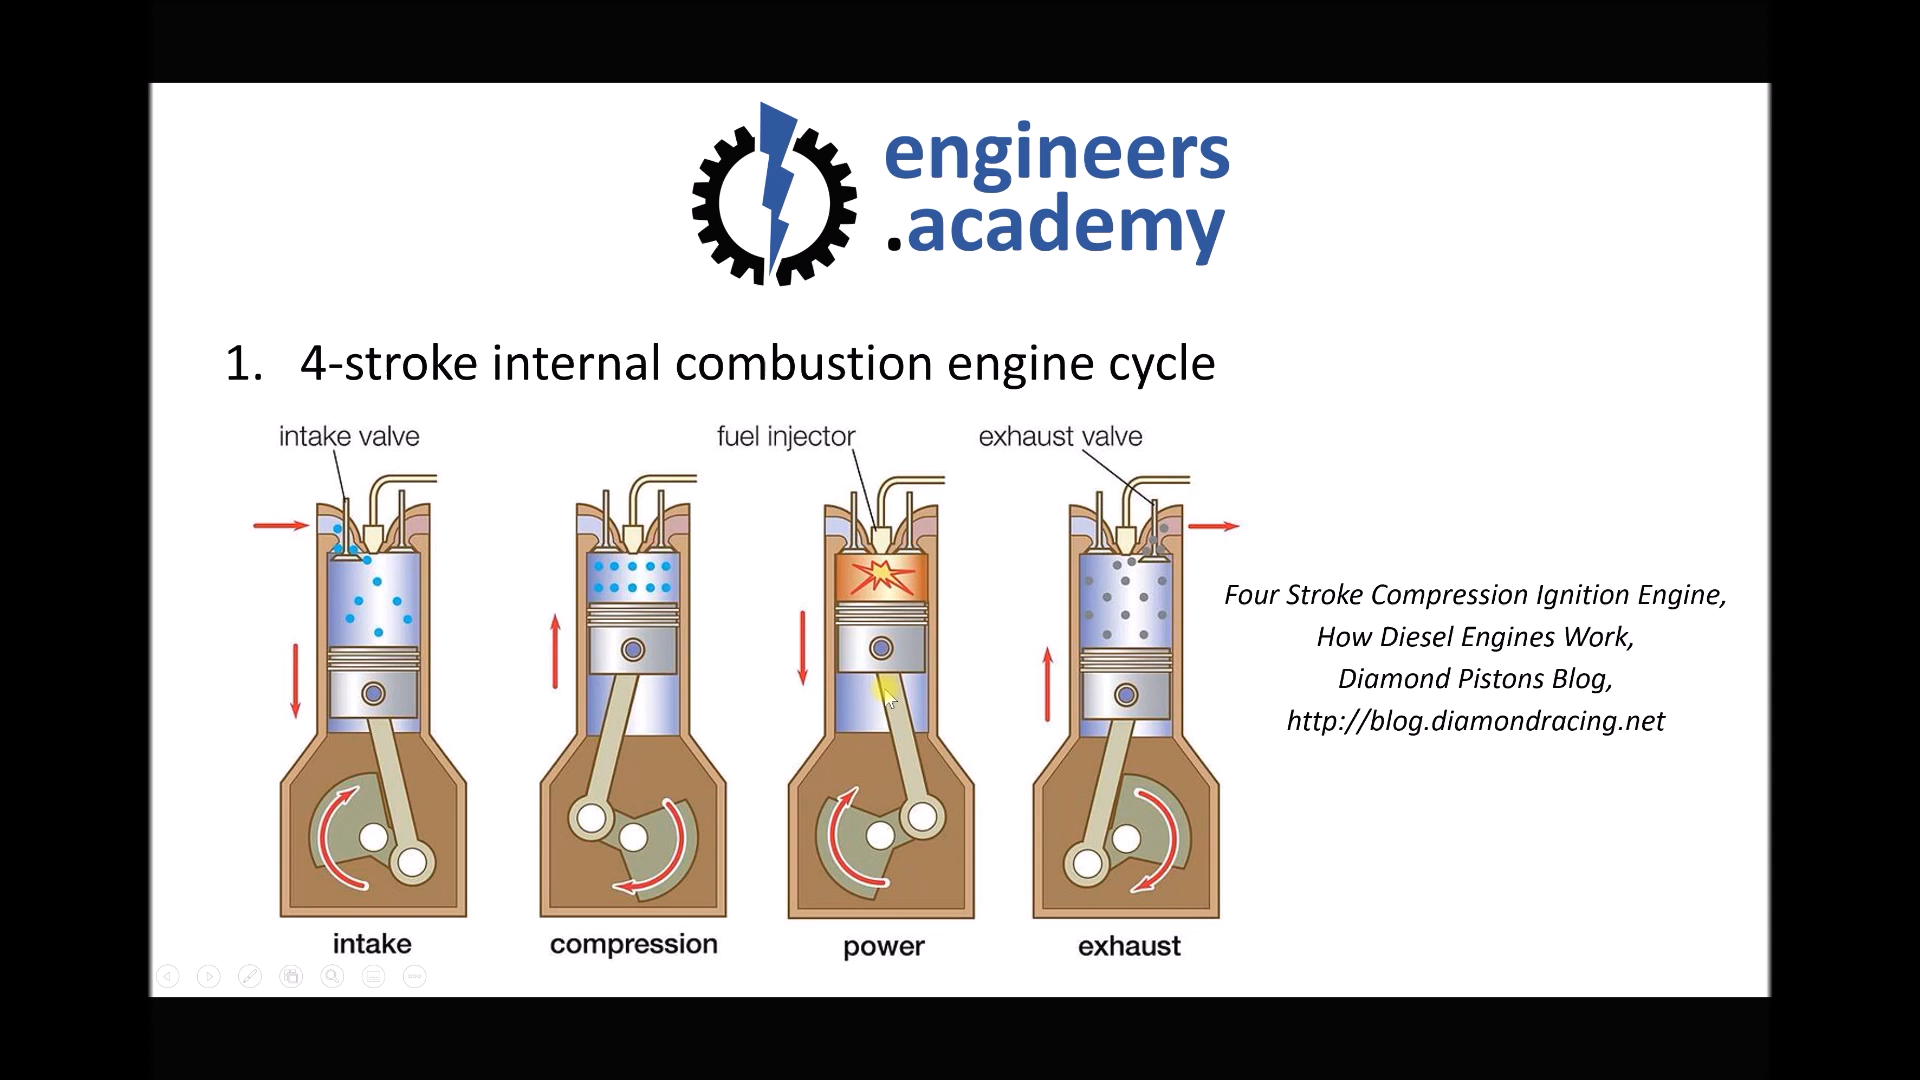 engineers
.academy
1. 4-stroke internal combustion engine cycle
intake valve
fuel injector
exhaust valve
Four Stroke Compression Ignition Engine,
How Diesel Engines Work,
Diamond Pistons Blog,
http://blog.diamondracing.net
intake
compression
power
exhaust